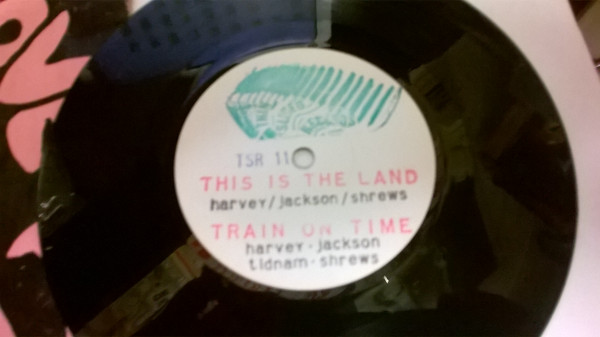 TSR 11
THIS IS THE LAND
harvey/jackson/shrews
TRAIN ON TIME
harvey-jackson
tidnam-shrews